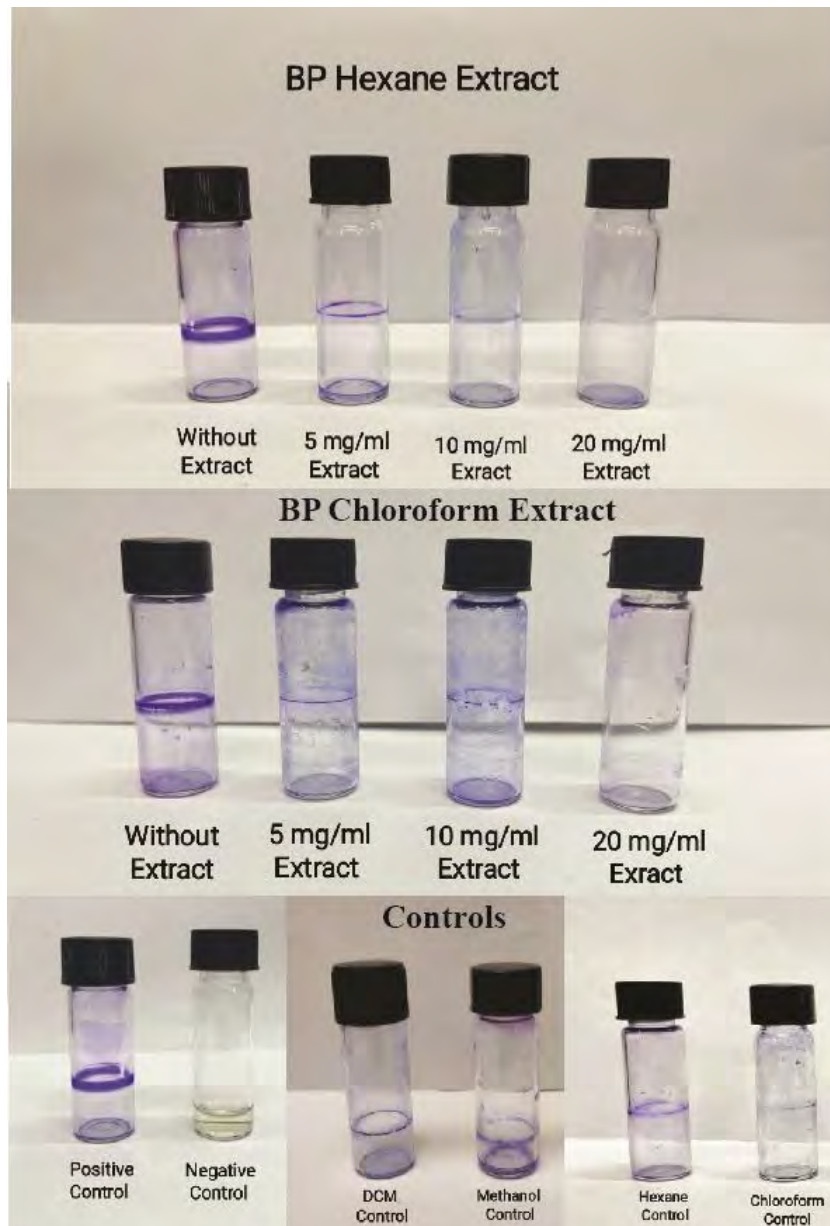 BP Hexane Extract
Without
Extract
5 mg/ml
Extract
10 mg/ml
Exract
20 mg/ml
Extract
BP Chloroform Extract
Without
Extract
5 mg/ml
Extract
10 mg/ml
Extract
20 mg/ml
Exract
Controls
Positive
Control
Negative
Control
DCM
Control
Methanol
Control
Hexane
Control
Chloroform
Control